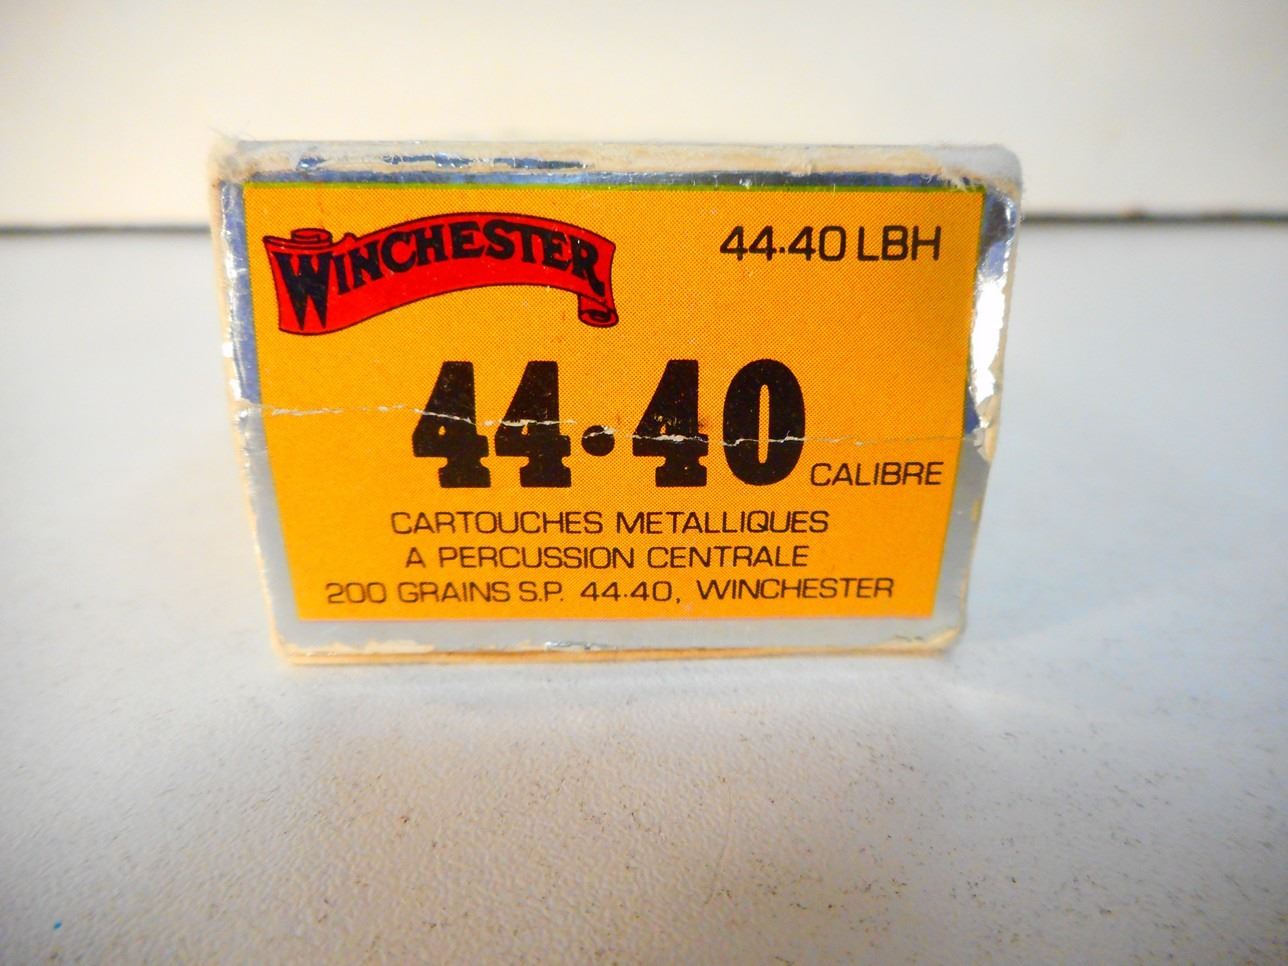 WINCHESTER
44·40 LBH
44·40
CALIBRE
CARTOUCHES METALLIQUES
A PERCUSSION CENTRALE
200 GRAINS S.P. 44·40, WINCHESTER